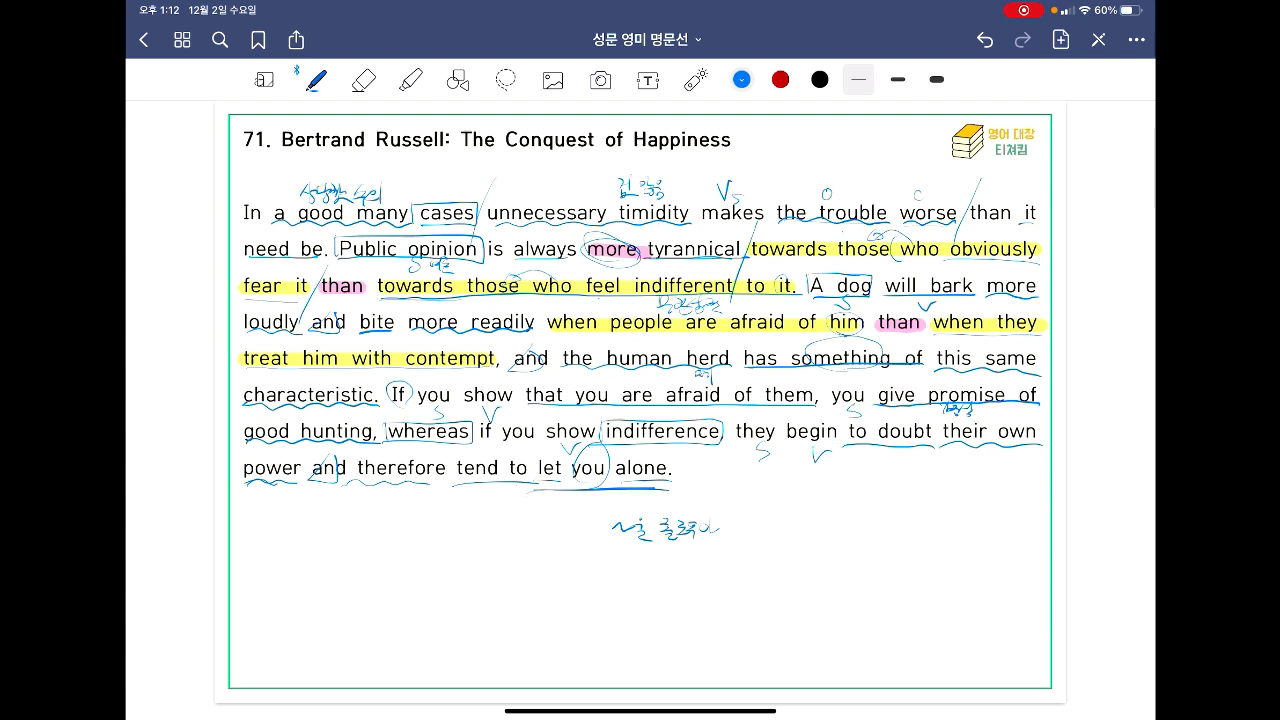 오후 1:12 12월 2일 수요일
60%
성문 영미 명문선
71. Bertrand Russell: The Conquest of Happiness
영어 대장
티쳐킴
Vs O C
In a good many cases unnecessary timidity makes the trouble worse than it
need be. Public opinion is always more tyrannical towards those who obviously
S
fear it than towards those who feel indifferent to it. A dog will bark more
S V
loudly and bite more readily when people are afraid of him than when they
treat him with contempt, and the human herd has something of this same
characteristic. If you show that you are afraid of them, you give promise of
S V S
good hunting, whereas if you show indifference, they begin to doubt their own
V S V
power and therefore tend to let you alone.